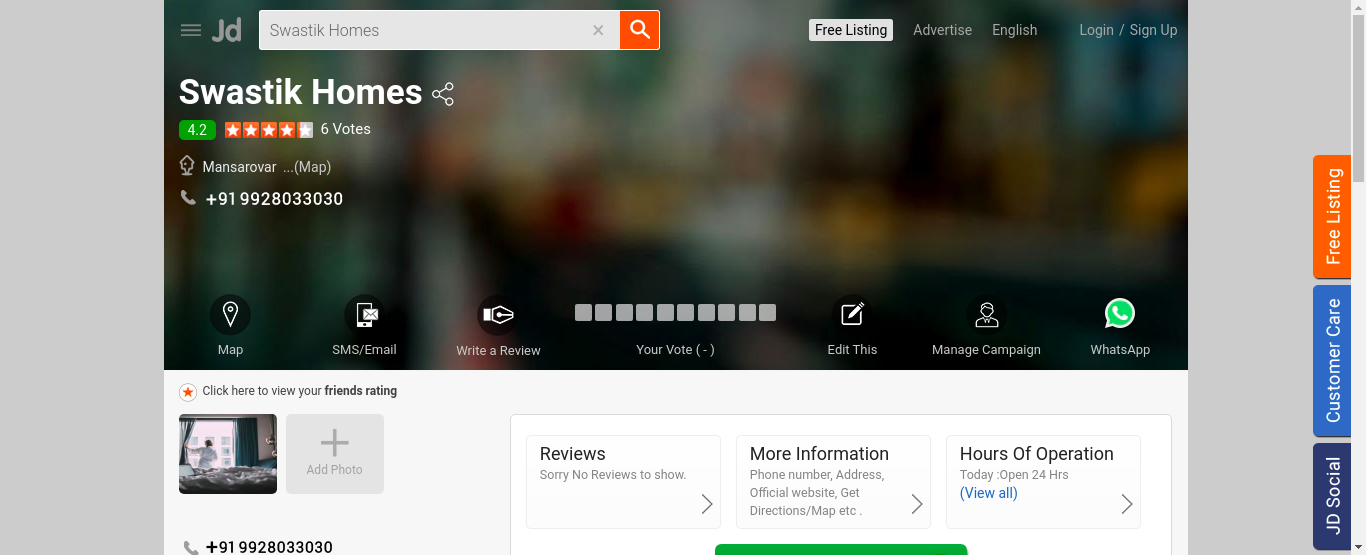 Jd
Swastik Homes
Free Listing
Advertise
English
Login / Sign Up
Swastik Homes
4.2
6 Votes
Mansarovar ...(Map)
+91 9928033030
Map
SMS/Email
Write a Review
Your Vote ( - )
Edit This
Manage Campaign
WhatsApp
Click here to view your friends rating
Add Photo
Reviews
Sorry No Reviews to show.
More Information
Phone number, Address,
Official website, Get
Directions/Map etc .
Hours Of Operation
Today :Open 24 Hrs
(View all)
+91 9928033030
Free Listing
Customer Care
JD Social